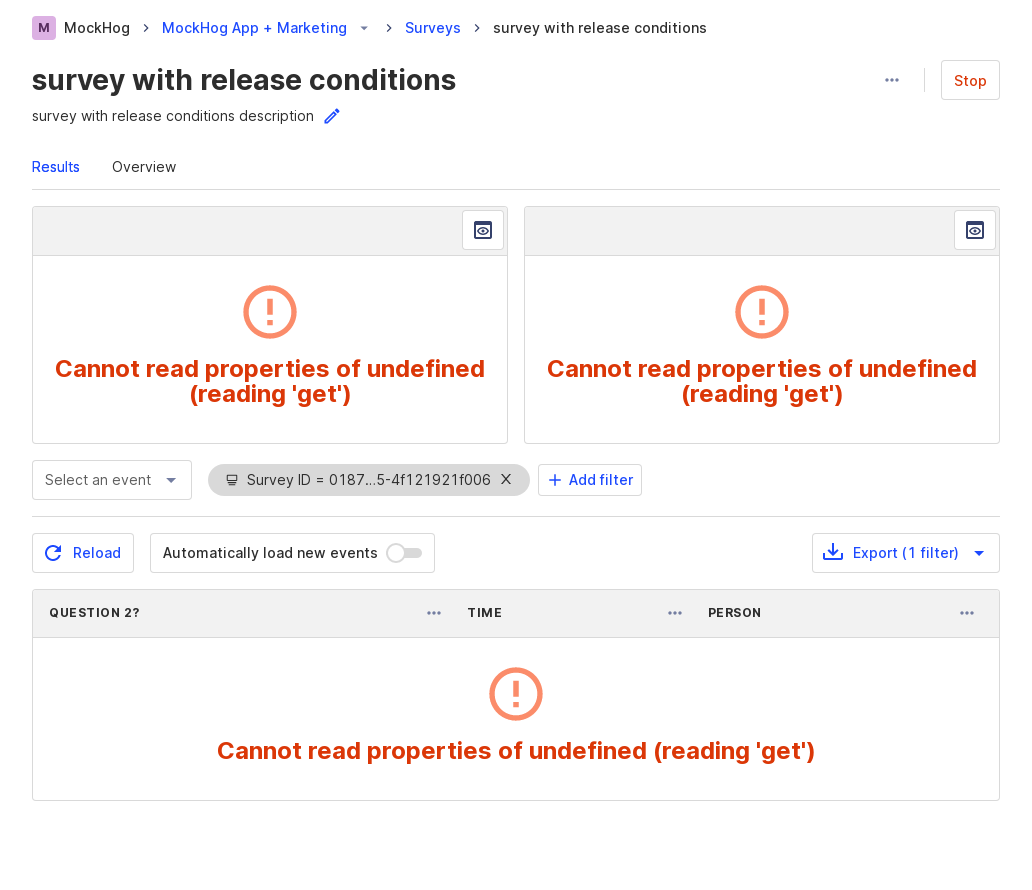 M MockHog MockHog App + Marketing Surveys survey with release conditions
survey with release conditions
Stop
survey with release conditions description
Results Overview
Cannot read properties of undefined
(reading 'get')
Cannot read properties of undefined
(reading 'get')
Select an event Survey ID = 0187...5-4f121921f006 Add filter
Reload Automatically load new events Export (1 filter)
QUESTION 2? TIME PERSON
Cannot read properties of undefined (reading 'get')